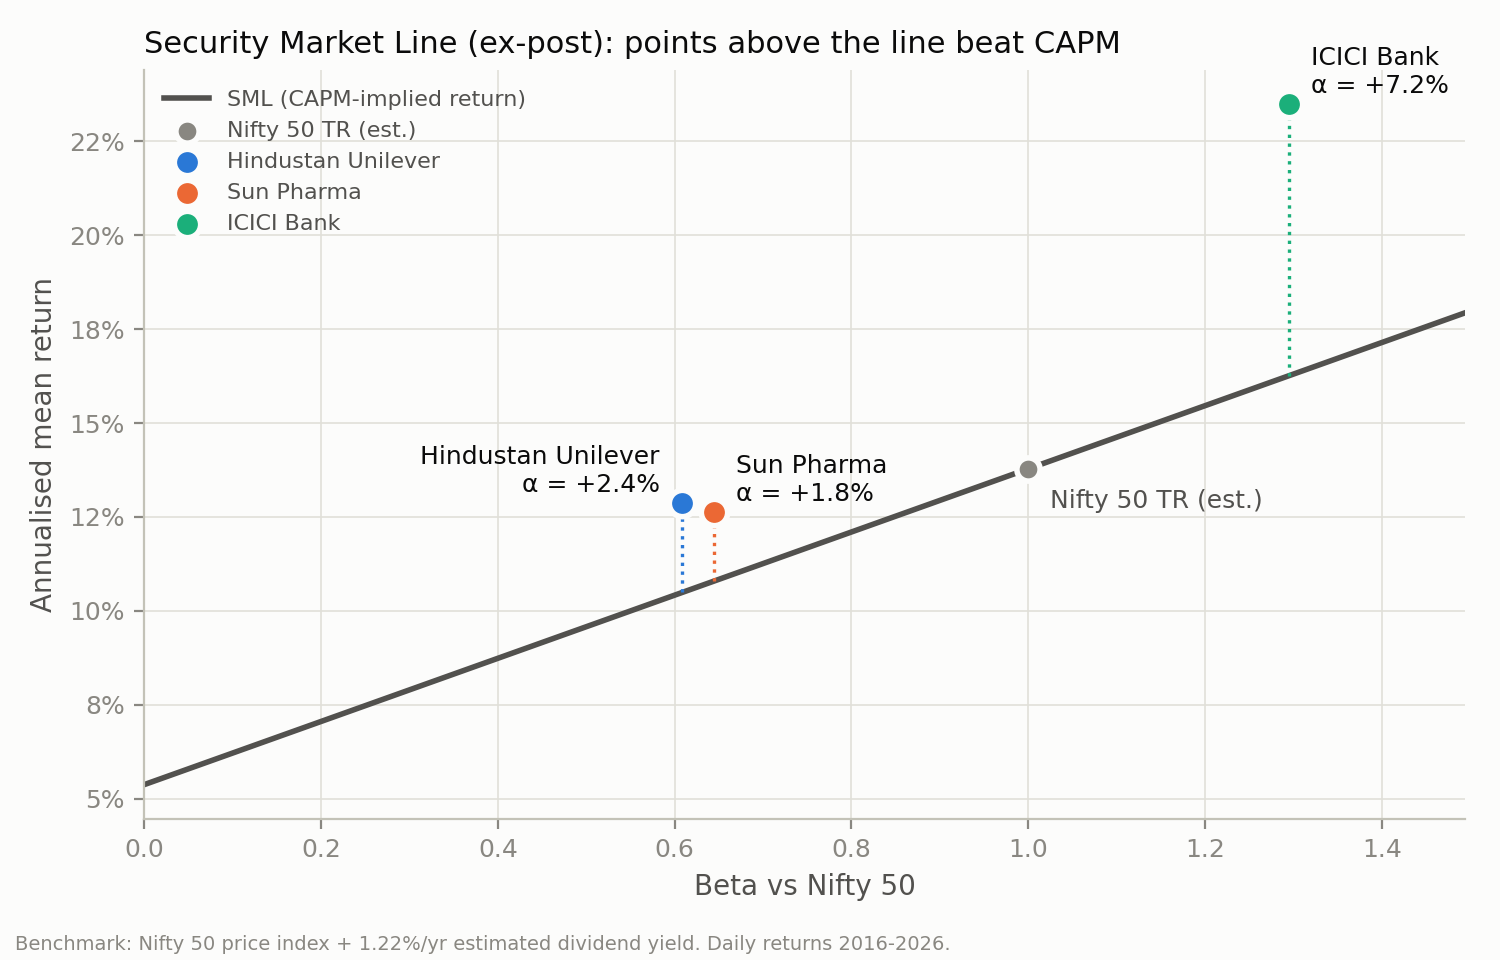 Security Market Line (ex-post): points above the line beat CAPM
ICICI Bank
α = +7.2%
SML (CAPM-implied return)
Nifty 50 TR (est.)
Hindustan Unilever
Sun Pharma
ICICI Bank
22%
20%
18%
15%
12%
10%
8%
5%
Annualised mean return
Hindustan Unilever
α = +2.4%
Sun Pharma
α = +1.8%
Nifty 50 TR (est.)
0.0
0.2
0.4
0.6
0.8
1.0
1.2
1.4
Beta vs Nifty 50
Benchmark: Nifty 50 price index + 1.22%/yr estimated dividend yield. Daily returns 2016-2026.